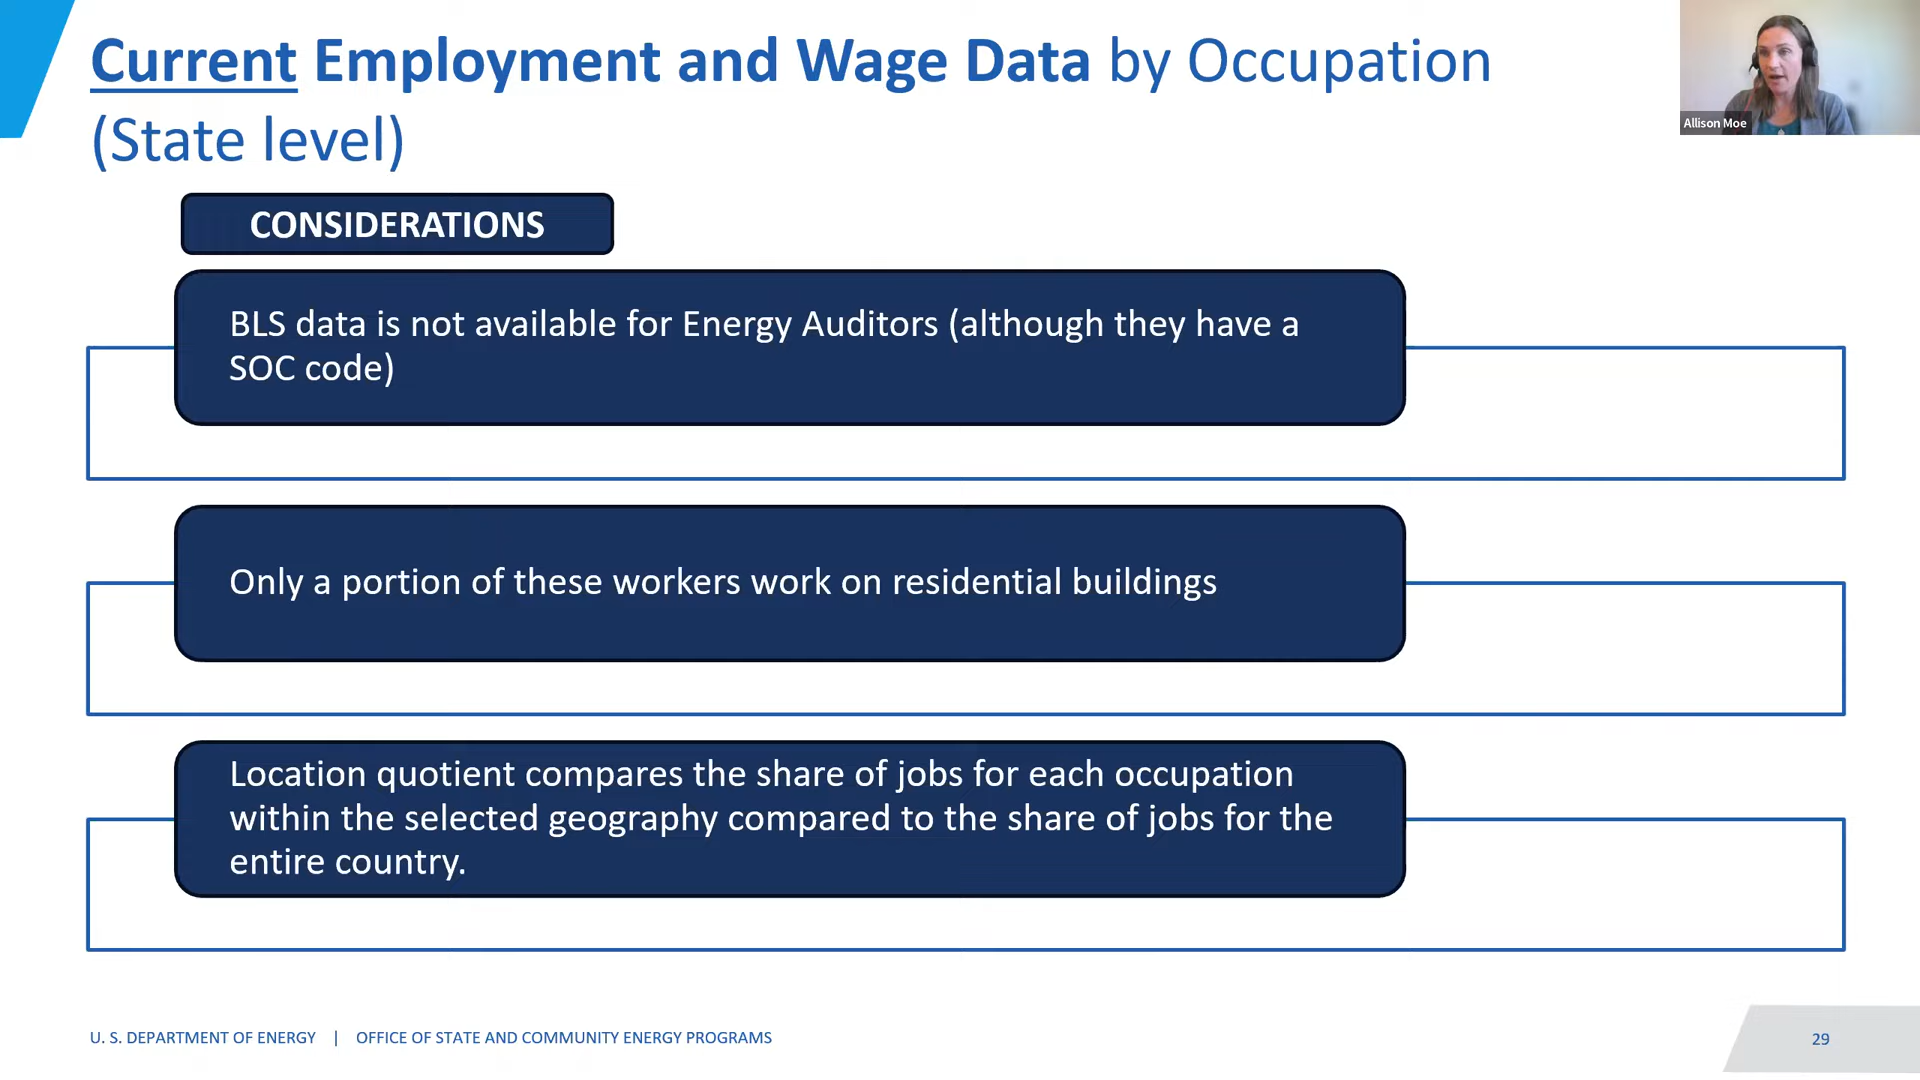 Current Employment and Wage Data by Occupation
(State level)
Allison Moe
CONSIDERATIONS
BLS data is not available for Energy Auditors (although they have a
SOC code)
Only a portion of these workers work on residential buildings
Location quotient compares the share of jobs for each occupation
within the selected geography compared to the share of jobs for the
entire country.
U. S. DEPARTMENT OF ENERGY | OFFICE OF STATE AND COMMUNITY ENERGY PROGRAMS
29